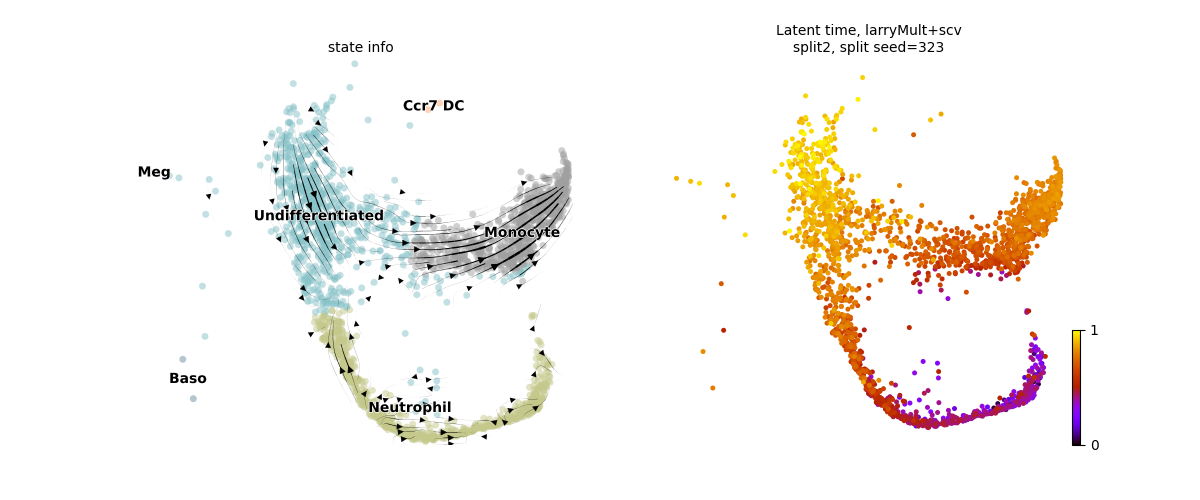 state info
Latent time, larryMult+scv
split2, split seed=323
Ccr7 DC
Meg
Undifferentiated
Monocyte
Baso
Neutrophil
1
0